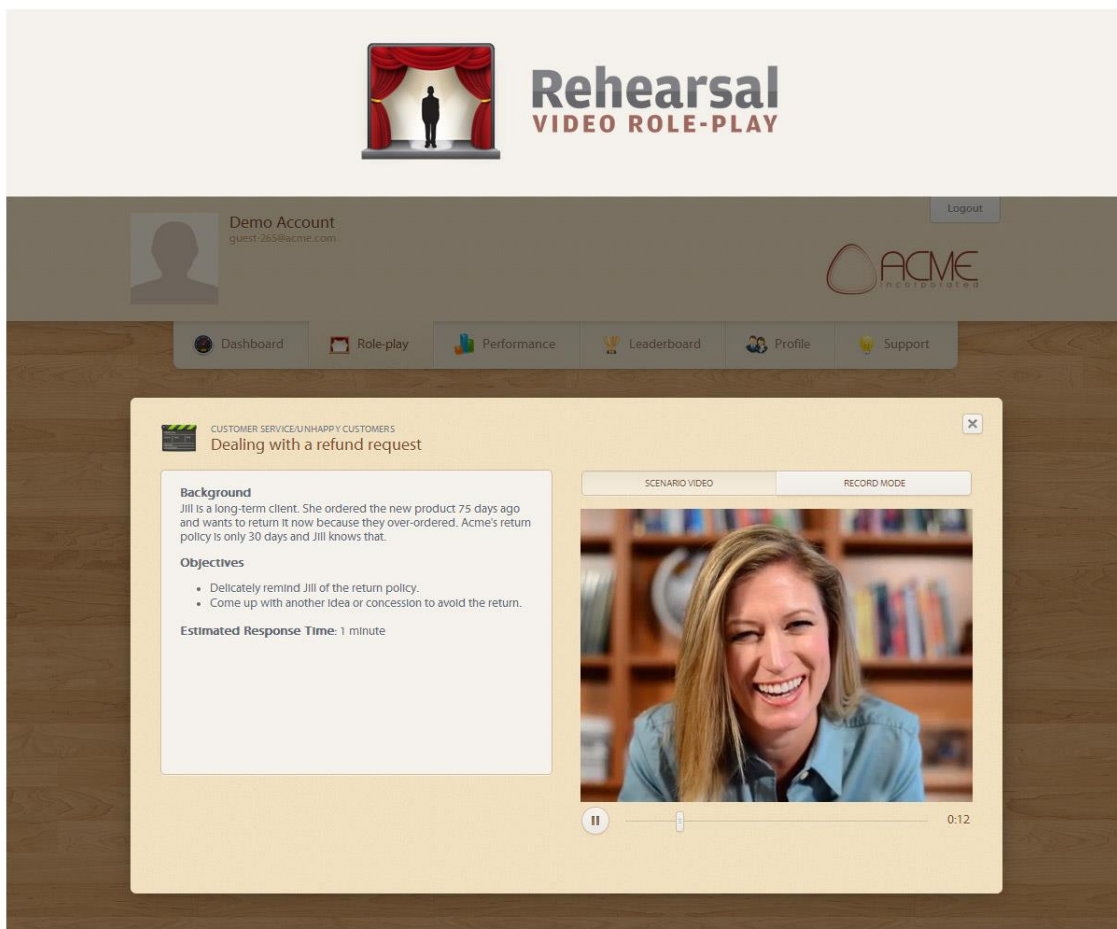 Rehearsal
VIDEO ROLE-PLAY
Logout
Demo Account
guest-265@acme.com
ACME
incorporated
Dashboard
Role-play
Performance
Leaderboard
Profile
Support
CUSTOMER SERVICE/UNHAPPY CUSTOMERS
Dealing with a refund request
Background
Jill is a long-term client. She ordered the new product 75 days ago
and wants to return it now because they over-ordered. Acme's return
policy is only 30 days and Jill knows that.
Objectives
• Delicately remind Jill of the return policy.
• Come up with another idea or concession to avoid the return.
Estimated Response Time: 1 minute
SCENARIO VIDEO
RECORD MODE
0:12